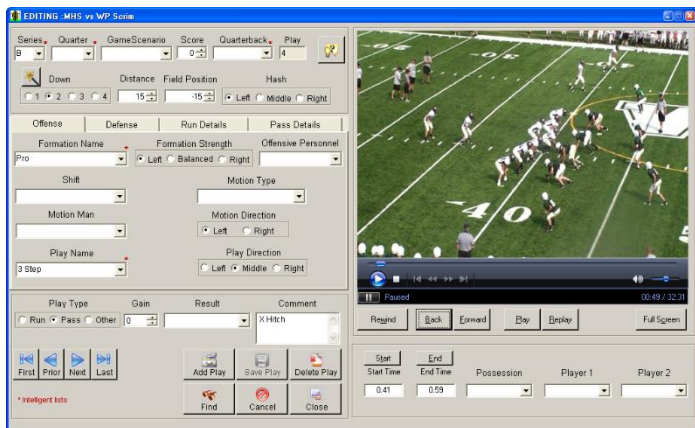 EDITING :MHS vs WP Scrim
Series Quarter GameScenario Score Quarterback Play
B 0 4
Down Distance Field Position Hash
1 2 3 4 15 -15 Left Middle Right
Offense Defense Run Details Pass Details
Formation Name Formation Strength Offensive Personnel
Pro Left Balanced Right
Shift Motion Type
Motion Man Motion Direction
Left Right
Play Name Play Direction
3 Step Left Middle Right
Play Type Gain Result Comment
Run Pass Other 0 X Hitch
First Prior Next Last Add Play Save Play Delete Play
* Intelligent lists
Find Cancel Close
40
Paused 00:49 / 32:31
Rewind Back Forward Play Replay Full Screen
Start End
Start Time End Time Possession Player 1 Player 2
0.41 0.59